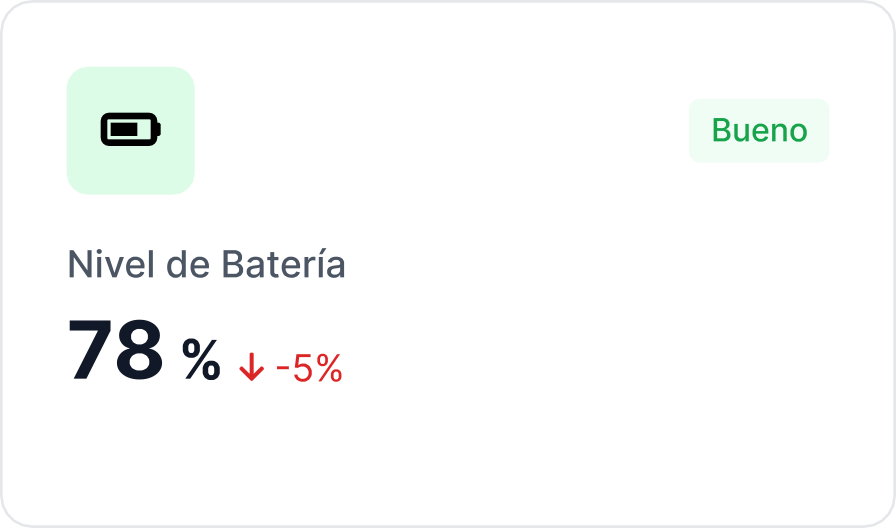 Bueno
Nivel de Batería
78 % ↓ -5%